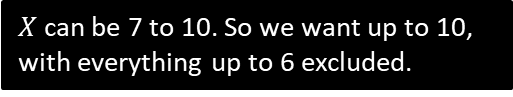 X can be 7 to 10. So we want up to 10,
with everything up to 6 excluded.